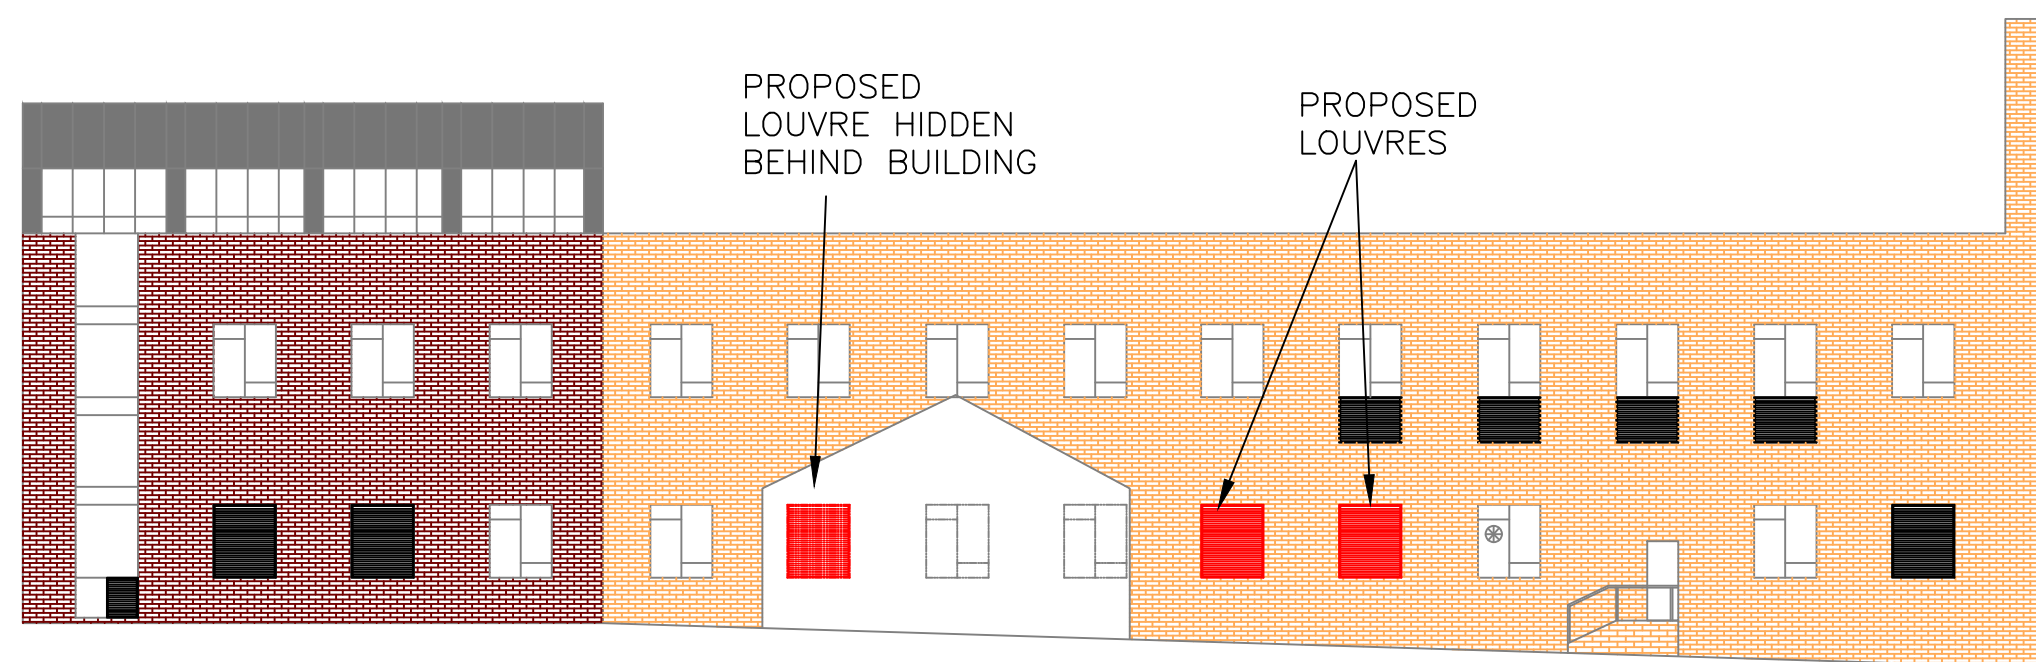 PROPOSED
LOUVRE HIDDEN
BEHIND BUILDING
PROPOSED
LOUVRES